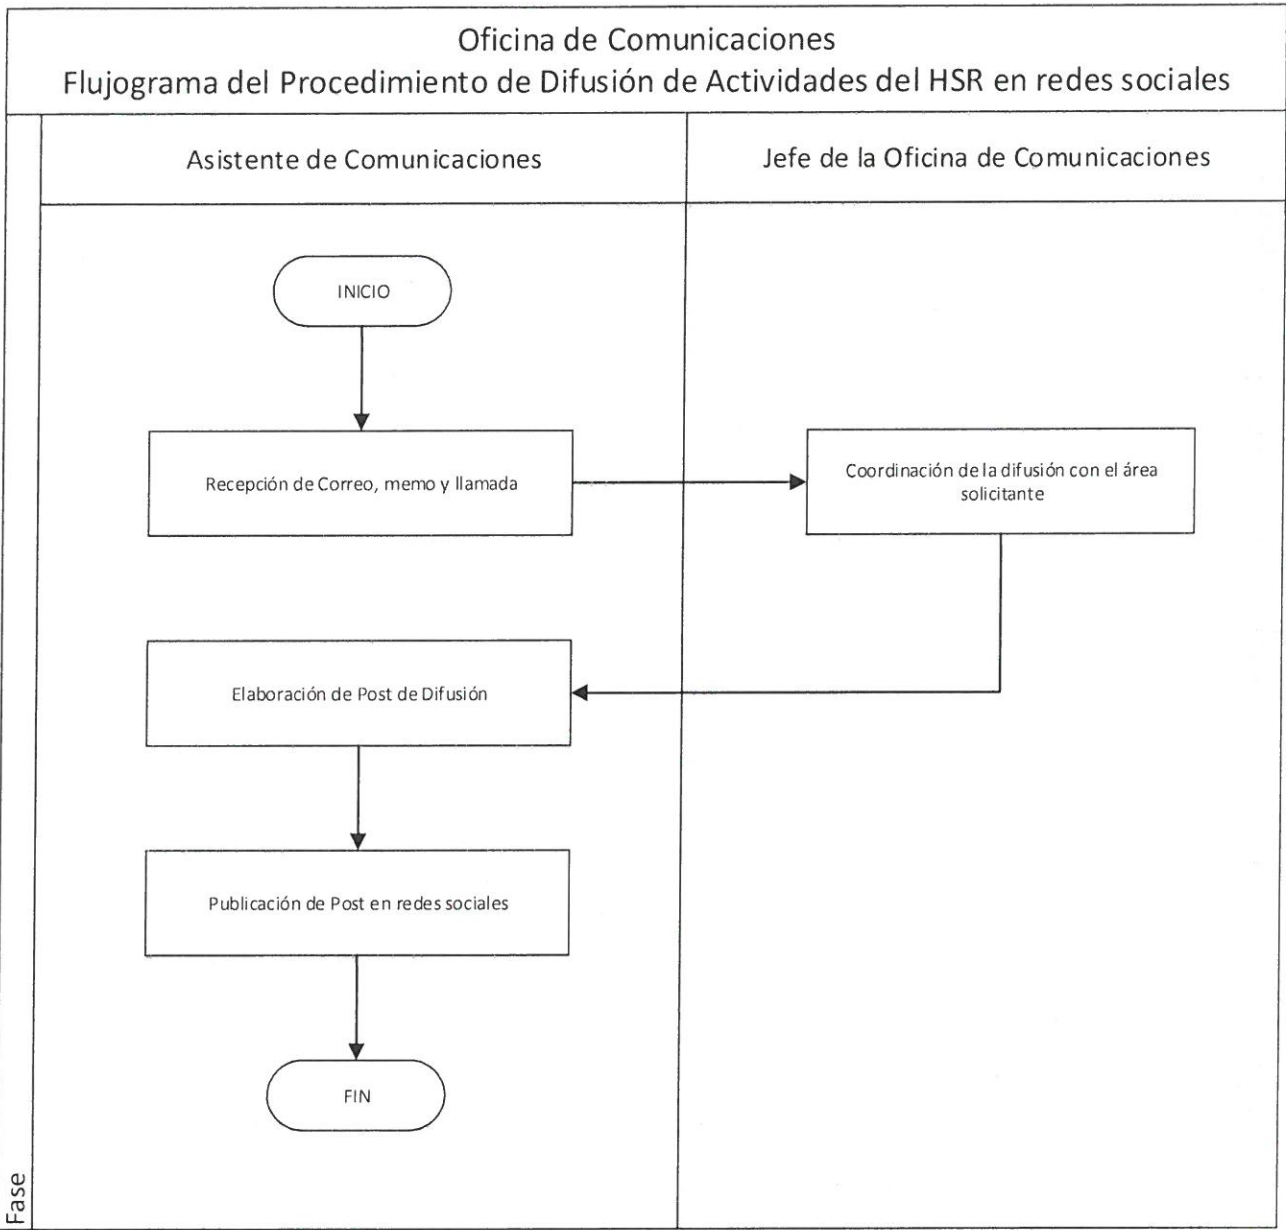 Oficina de Comunicaciones
Flujograma del Procedimiento de Difusión de Actividades del HSR en redes sociales
Asistente de Comunicaciones
Jefe de la Oficina de Comunicaciones
INICIO
Recepción de Correo, memo y llamada
Coordinación de la difusión con el área
solicitante
Elaboración de Post de Difusión
Publicación de Post en redes sociales
FIN
Fase